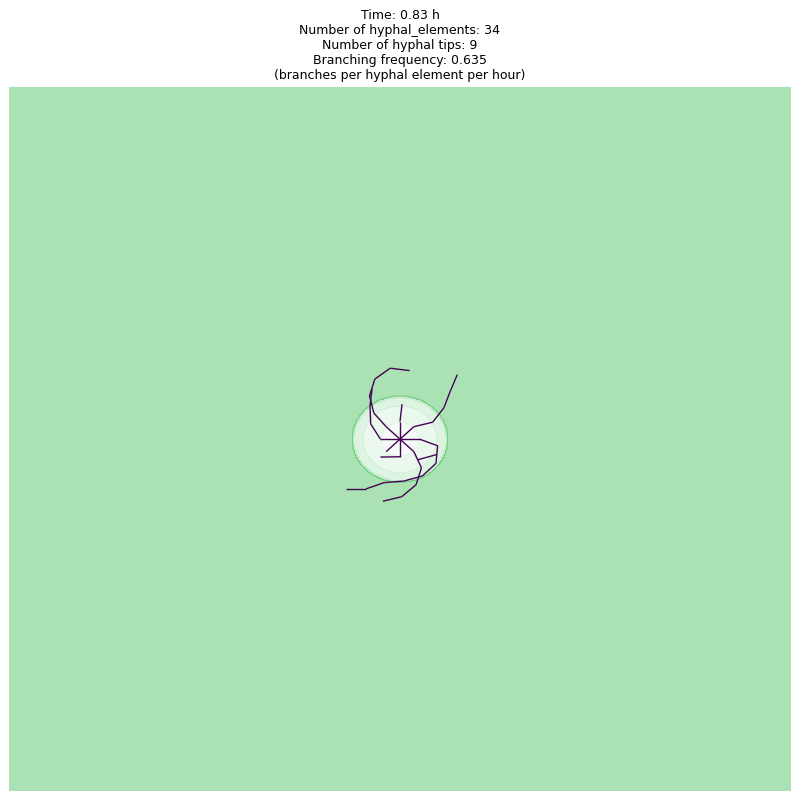 Time: 0.83 h
Number of hyphal_elements: 34
Number of hyphal tips: 9
Branching frequency: 0.635
(branches per hyphal element per hour)